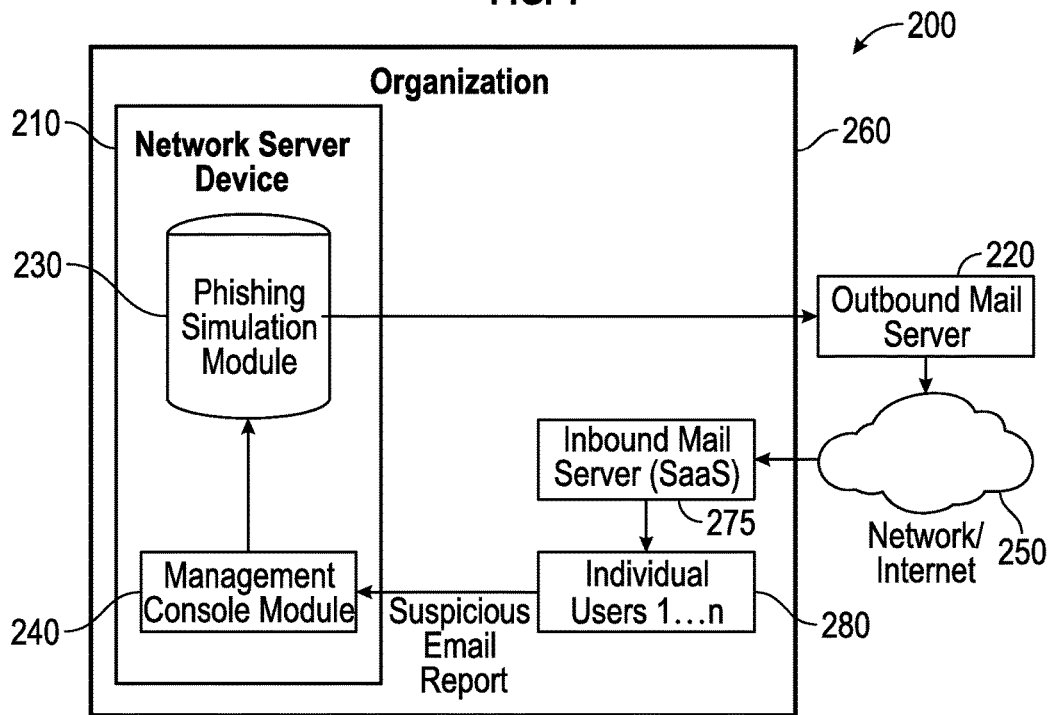 200
Organization
210
260
Network Server
Device
230
220
Phishing
Simulation
Module
Outbound Mail
Server
Inbound Mail
Server (SaaS)
275
Network/
Internet
250
240
Management
Console Module
Suspicious
Email
Report
Individual
Users 1...n
280